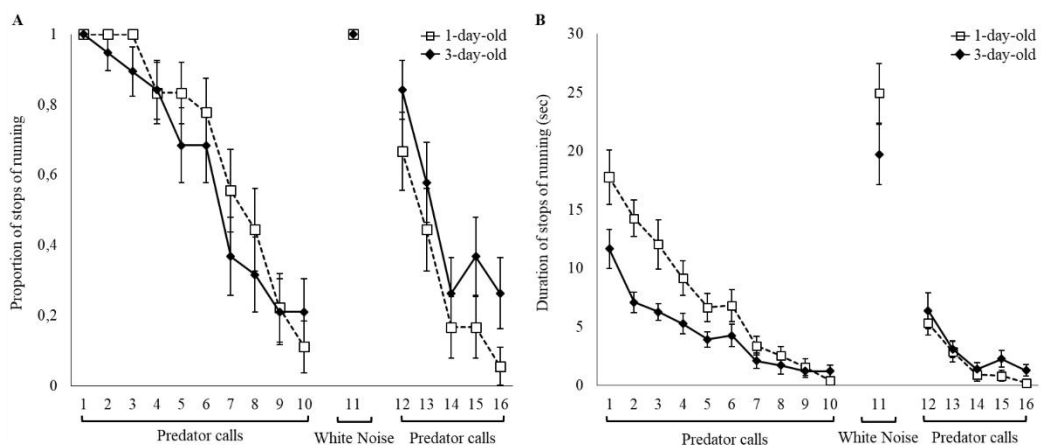 A
1-day-old
3-day-old
Proportion of stops of running
1
0,8
0,6
0,4
0,2
0
1 2 3 4 5 6 7 8 9 10 11 12 13 14 15 16
Predator calls White Noise Predator calls
B
1-day-old
3-day-old
Duration of stops of running (sec)
30
25
20
15
10
5
0
1 2 3 4 5 6 7 8 9 10 11 12 13 14 15 16
Predator calls White Noise Predator calls